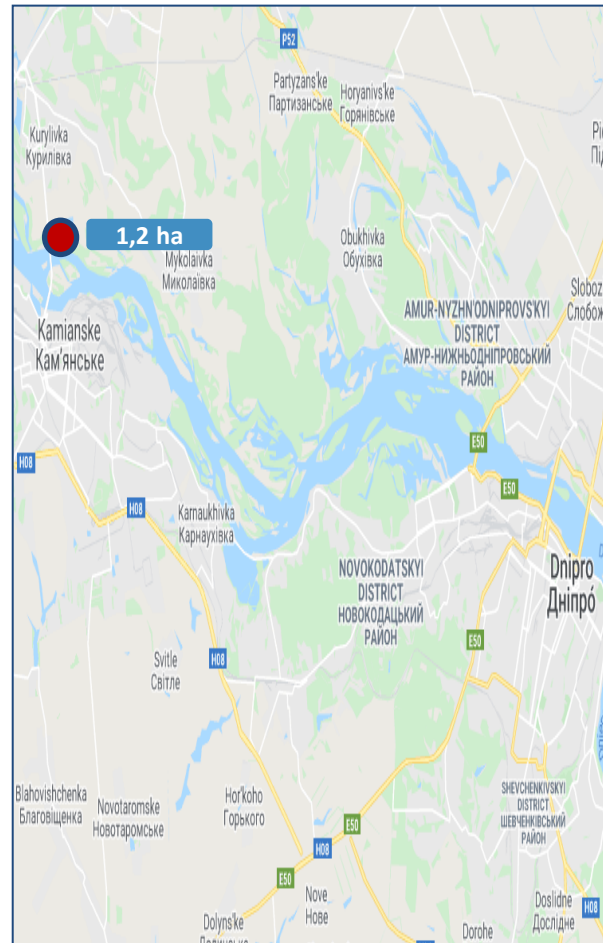 P52
Partyzans'ke
Партизанське
Horyanivs'ke
Горянівське
Kurylivka
Курилівка
1,2 ha
Mykolaivka
Миколаївка
Obukhivka
Обухівка
AMUR-NYZHN'ODNIPROVS'KYI
DISTRICT
АМУР-НИЖНЬОДНІПРОВСЬКИЙ
РАЙОН
Kamianske
Кам'янське
E50
H08
E50
H08
Karnaukhivka
Карнаухівка
NOVOKODATSKYI
DISTRICT
НОВОКОДАЦЬКИЙ
РАЙОН
Dnipro
Дніпро́
E50
Svitle
Світле
H08
Blahovishchenka
Благовіщенка
Novotaromske
Новотаромське
Hor'koho
Горького
SHEVCHENKIVSKYI
DISTRICT
ШЕВЧЕНКІВСЬКИЙ
РАЙОН
E50
H08
E50
Nove
Нове
Doslidne
Дослідне
H08
Dolyns'ke
Dorohe